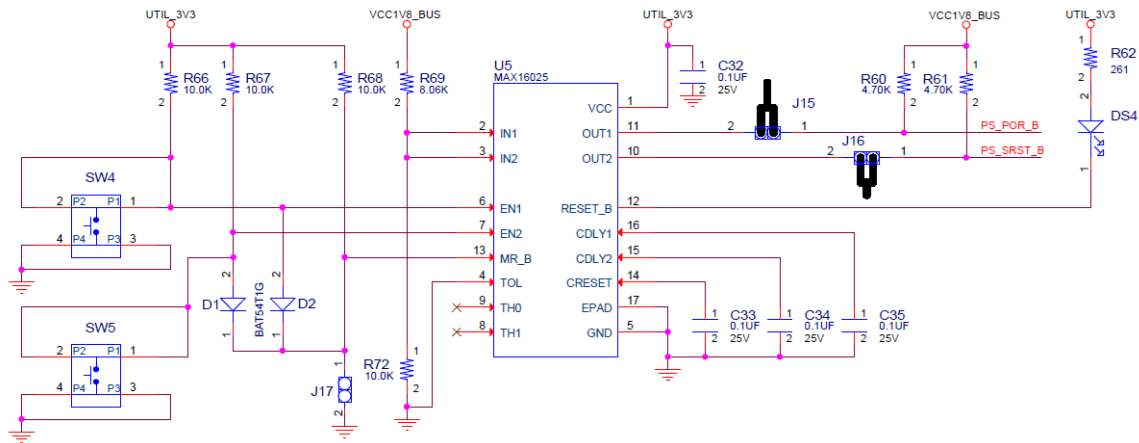 UTIL_3V3
VCC1V8_BUS
UTIL_3V3
VCC1V8_BUS
UTIL_3V3
1
R66
10.0K
2
1
R67
10.0K
2
1
R68
10.0K
2
1
R69
8.06K
2
U5
MAX16025
1
C32
0.1UF
25V
2
1
R60
4.70K
2
1
R61
4.70K
2
1
R62
261
2
2
DS4
1
VCC 1
2 IN1
OUT1 11
2 J15 1
PS_POR_B
3 IN2
OUT2 10
2 J16 1
PS_SRST_B
SW4
2 P2 P1 1
4 P4 P3 3
6 EN1
RESET_B 12
7 EN2
CDLY1 16
13 MR_B
CDLY2 15
4 TOL
CRESET 14
9 TH0
EPAD 17
8 TH1
GND 5
2
D1
1
BAT54T1G
2
D2
1
1
C33
0.1UF
25V
2
1
C34
0.1UF
25V
2
1
C35
0.1UF
25V
2
SW5
2 P2 P1 1
4 P4 P3 3
1
J17
2
R72
10.0K
1
2